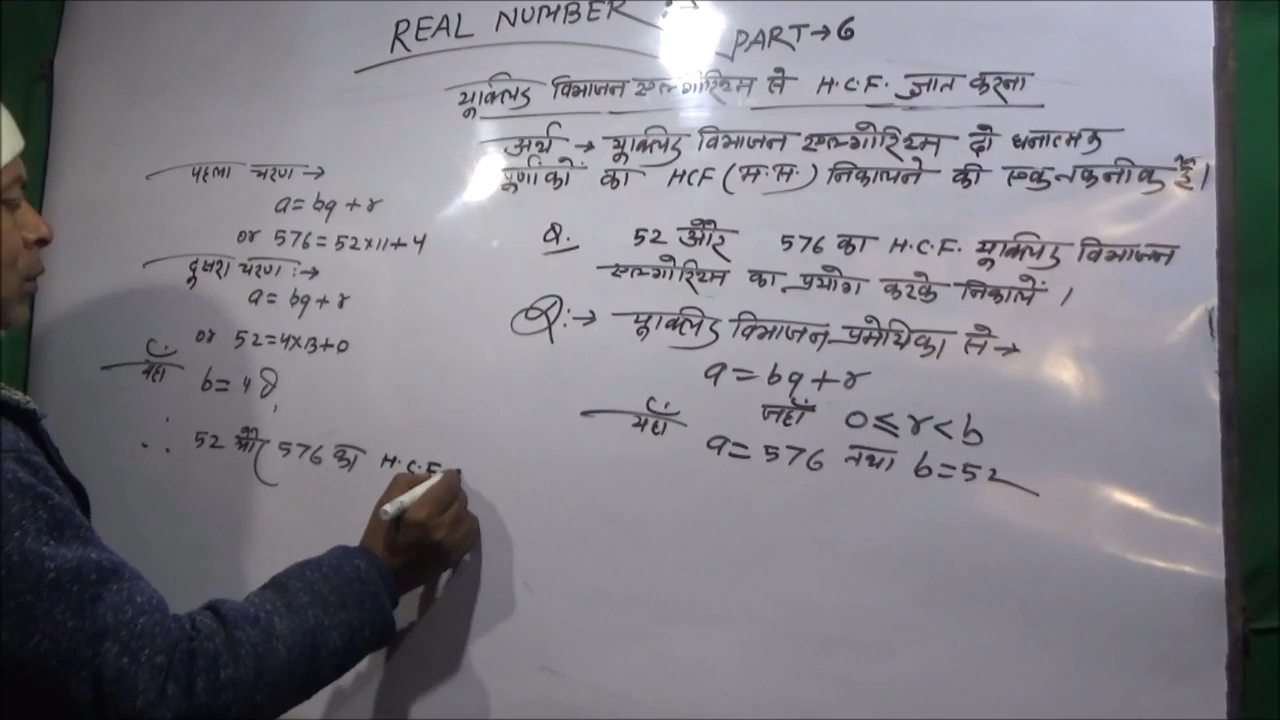 REAL NUMBER :→
PART→6
यूक्लिड विभाजन एल्गोरिथ्म से H.C.F. ज्ञात करना
अर्थ → यूक्लिड विभाजन एल्गोरिथ्म दो धनात्मक
पूर्णांकों का HCF (म.स.) निकालने की एक तकनीक है।
Q. 52 और 576 का H.C.F. यूक्लिड विभाजन
एल्गोरिथ्म का प्रयोग करके निकालें।
:→ यूक्लिड विभाजन प्रमेयिका से →
a = bq + r
जहाँ 0 ≤ r < b
यहाँ a = 576 तथा b = 52
पहला चरण →
a = bq + r
or 576 = 52 × 11 + 4
दूसरा चरण :→
a = bq + r
or 52 = 4 × 13 + 0
यहाँ b = 4
∴ 52 और 576 का H.C.F